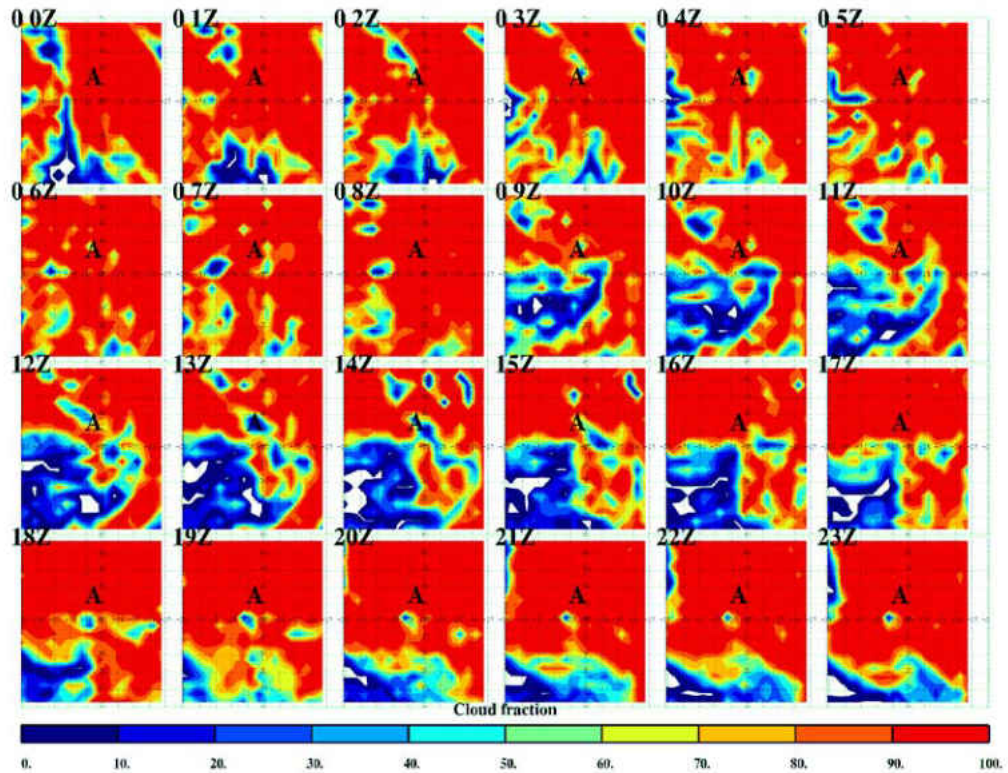 0 0Z 0 1Z 0 2Z 0 3Z 0 4Z 0 5Z
A A A A A A
0 6Z 0 7Z 0 8Z 0 9Z 10Z 11Z
A A A A A A
12Z 13Z 14Z 15Z 16Z 17Z
A A A A A A
18Z 19Z 20Z 21Z 22Z 23Z
A A A A A A
Cloud fraction
0. 10. 20. 30. 40. 50. 60. 70. 80. 90. 100.